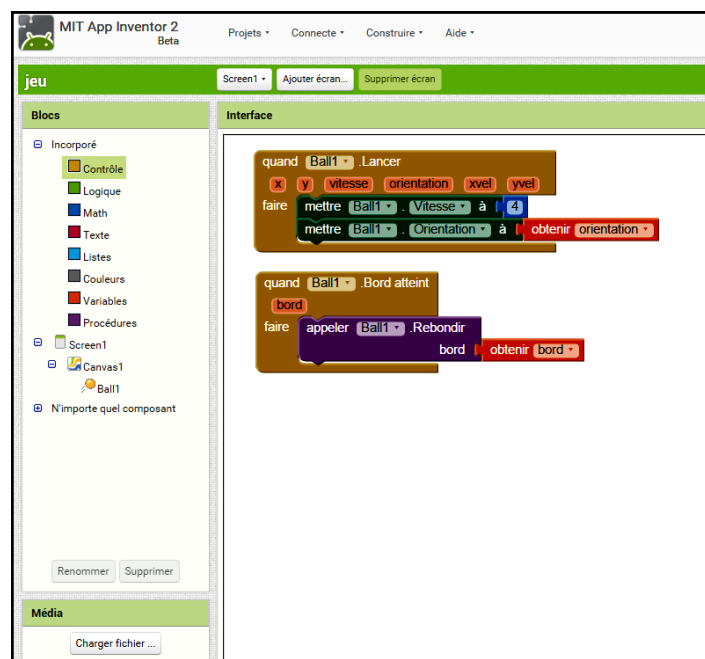 MIT App Inventor 2
Beta
Projets Connecte Construire Aide
jeu
Screen1 Ajouter écran... Supprimer écran
Blocs
Interface
Incorporé
Contrôle
Logique
Math
Texte
Listes
Couleurs
Variables
Procédures
Screen1
Canvas1
Ball1
N'importe quel composant
Renommer Supprimer
Média
Charger fichier ...
quand Ball1 .Lancer
x y vitesse orientation xvel yvel
faire mettre Ball1 . Vitesse à 4
mettre Ball1 . Orientation à obtenir orientation
quand Ball1 .Bord atteint
bord
faire appeler Ball1 .Rebondir
bord obtenir bord